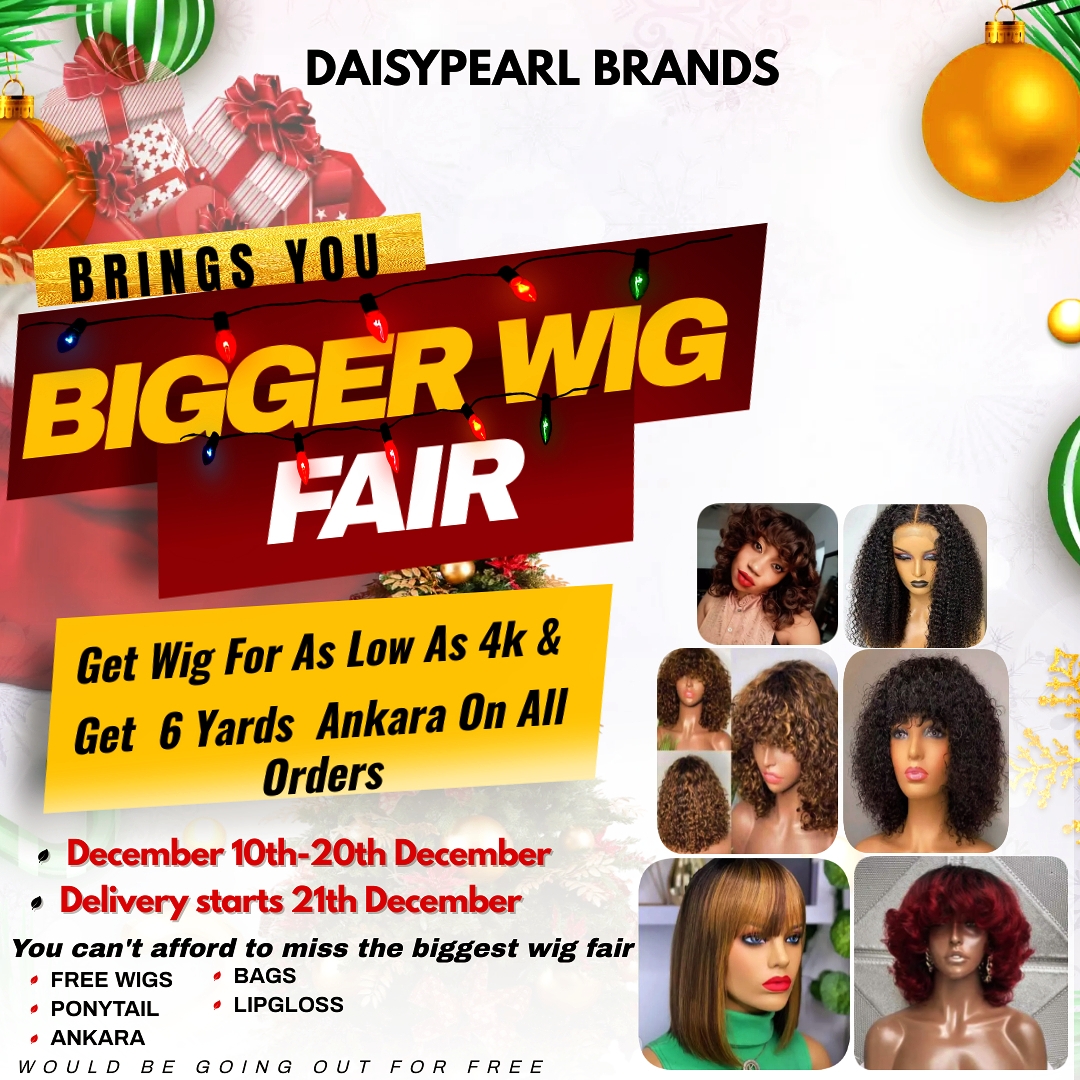 DAISYPEARL BRANDS
BRINGS YOU
BIGGER WIG
FAIR
Get Wig For As Low As 4k &
Get 6 Yards Ankara On All
Orders
December 10th-20th December
Delivery starts 21th December
You can't afford to miss the biggest wig fair
FREE WIGS
PONYTAIL
ANKARA
BAGS
LIPGLOSS
WOULD BE GOING OUT FOR FREE